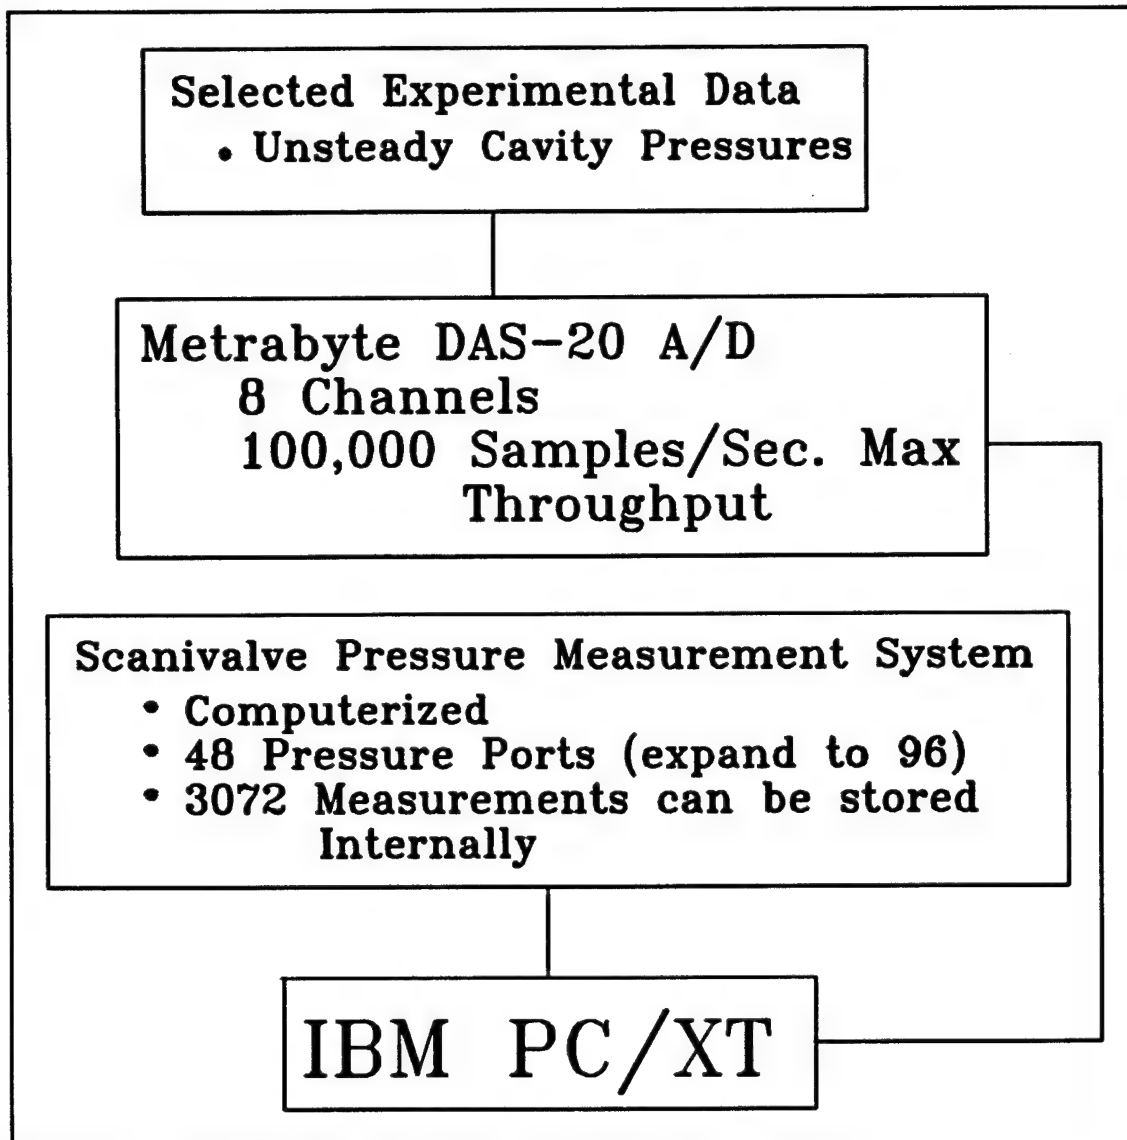 Selected Experimental Data
• Unsteady Cavity Pressures
Metrabyte DAS-20 A/D
8 Channels
100,000 Samples/Sec. Max
Throughput
Scanivalve Pressure Measurement System
• Computerized
• 48 Pressure Ports (expand to 96)
• 3072 Measurements can be stored
Internally
IBM PC/XT